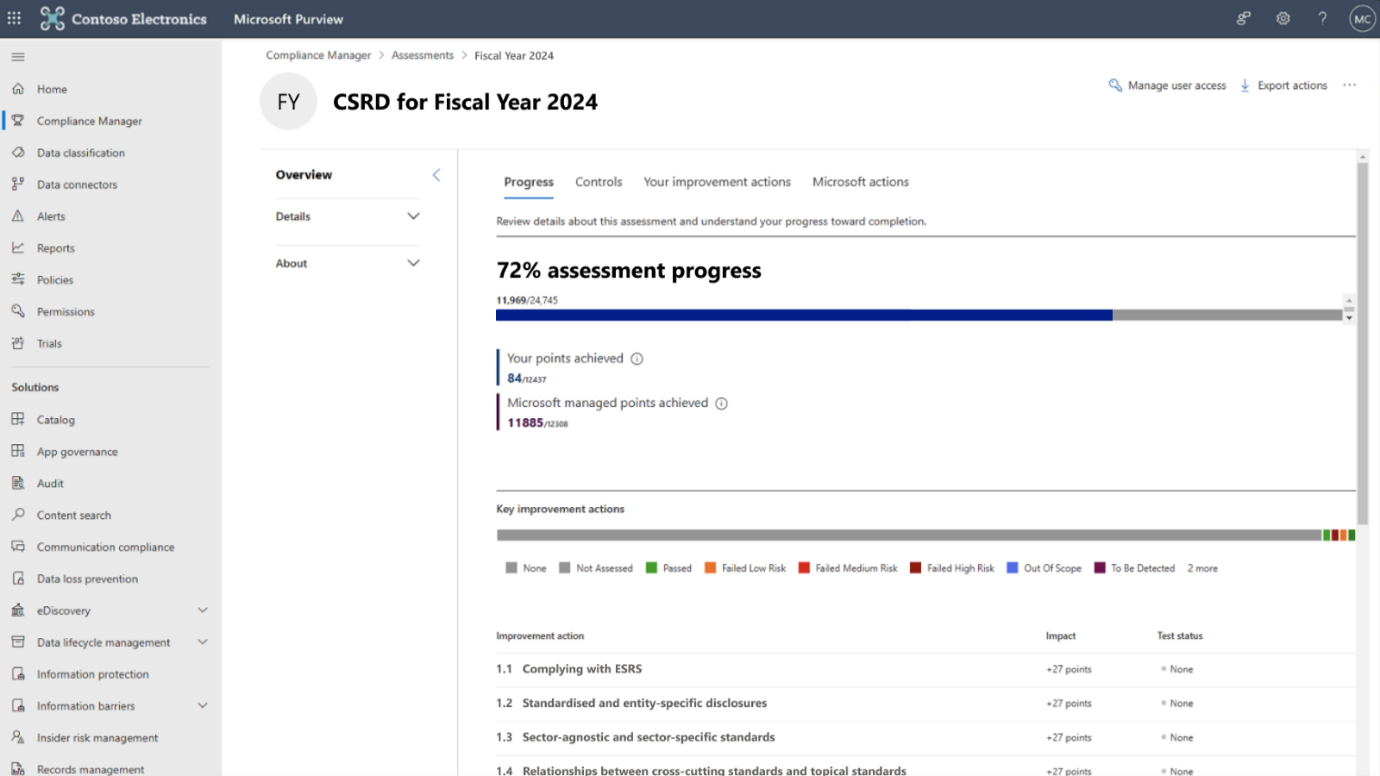 Contoso Electronics Microsoft Purview ? MC
Compliance Manager > Assessments > Fiscal Year 2024
FY CSRD for Fiscal Year 2024
Manage user access Export actions ...
Home
Compliance Manager
Data classification
Data connectors
Alerts
Reports
Policies
Permissions
Trials
Solutions
Catalog
App governance
Audit
Content search
Communication compliance
Data loss prevention
eDiscovery
Data lifecycle management
Information protection
Information barriers
Insider risk management
Records management
Overview
Details
About
Progress Controls Your improvement actions Microsoft actions
Review details about this assessment and understand your progress toward completion.
72% assessment progress
11,969/24,745
Your points achieved
84/12437
Microsoft managed points achieved
11885/12308
Key improvement actions
None Not Assessed Passed Failed Low Risk Failed Medium Risk Failed High Risk Out Of Scope To Be Detected 2 more
Improvement action Impact Test status
1.1 Complying with ESRS +27 points None
1.2 Standardised and entity-specific disclosures +27 points None
1.3 Sector-agnostic and sector-specific standards +27 points None
1.4 Relationships between cross-cutting standards and topical standards +27 points None